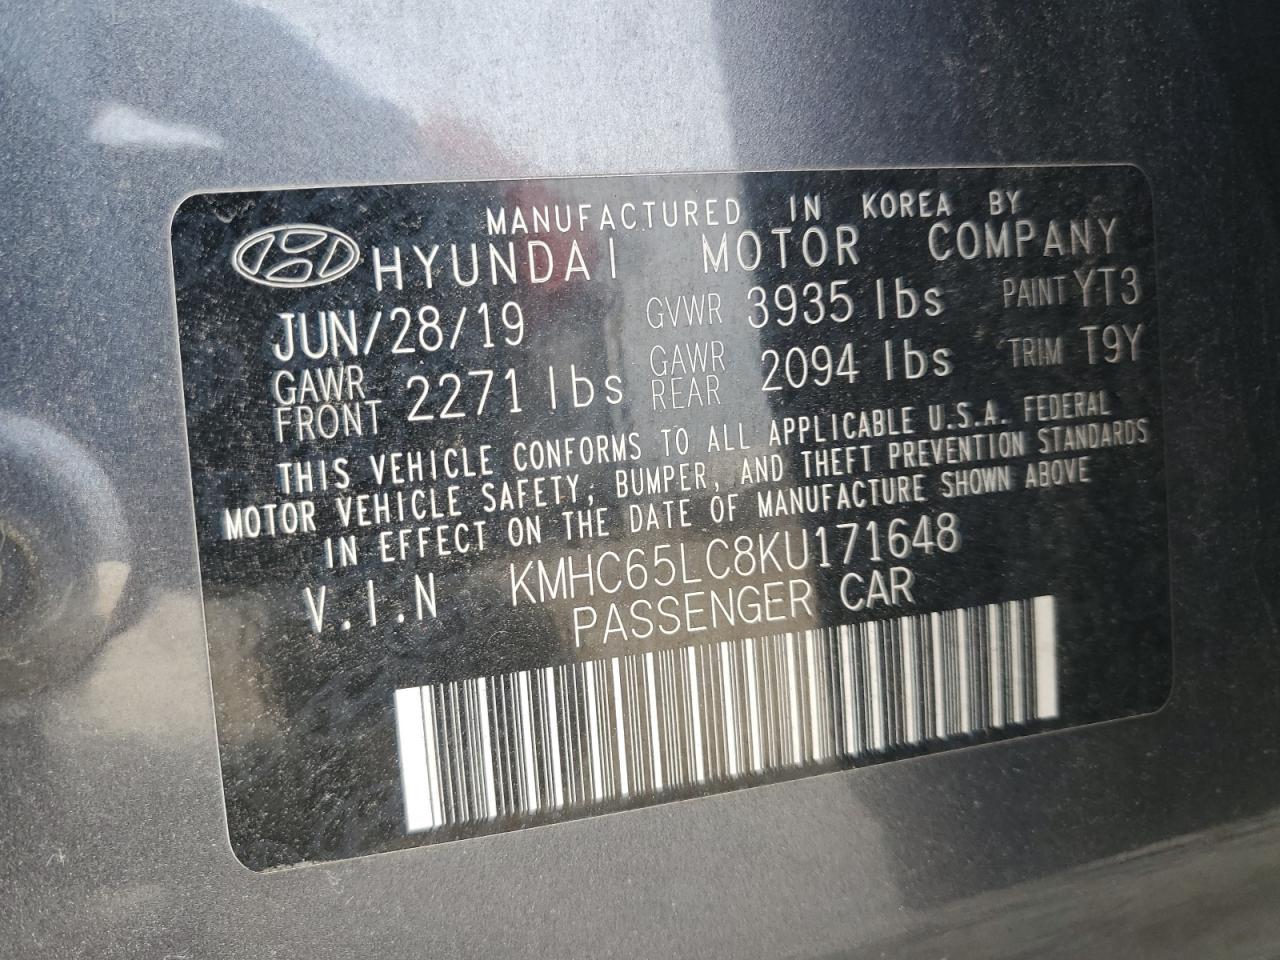 MANUFACTURED IN KOREA BY
HYUNDAI MOTOR COMPANY
JUN/28/19 GVWR 3935 lbs PAINT YT3
GAWR FRONT 2271 lbs GAWR REAR 2094 lbs TRIM T9Y
THIS VEHICLE CONFORMS TO ALL APPLICABLE U.S.A. FEDERAL
MOTOR VEHICLE SAFETY, BUMPER, AND THEFT PREVENTION STANDARDS
IN EFFECT ON THE DATE OF MANUFACTURE SHOWN ABOVE
V.I.N KMHC65LC8KU171648
PASSENGER CAR